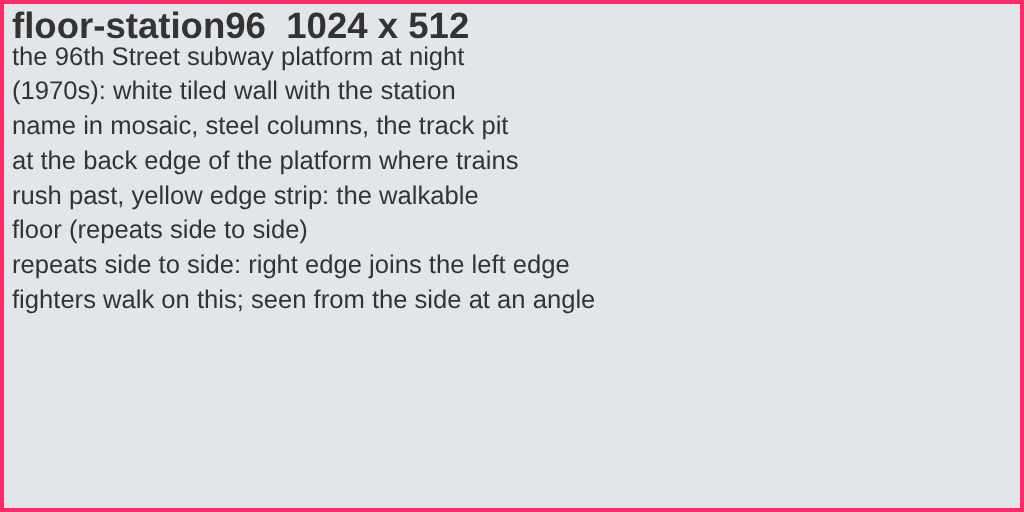 floor-station96  1024 x 512
the 96th Street subway platform at night
(1970s): white tiled wall with the station
name in mosaic, steel columns, the track pit
at the back edge of the platform where trains
rush past, yellow edge strip: the walkable
floor (repeats side to side)
repeats side to side: right edge joins the left edge
fighters walk on this; seen from the side at an angle